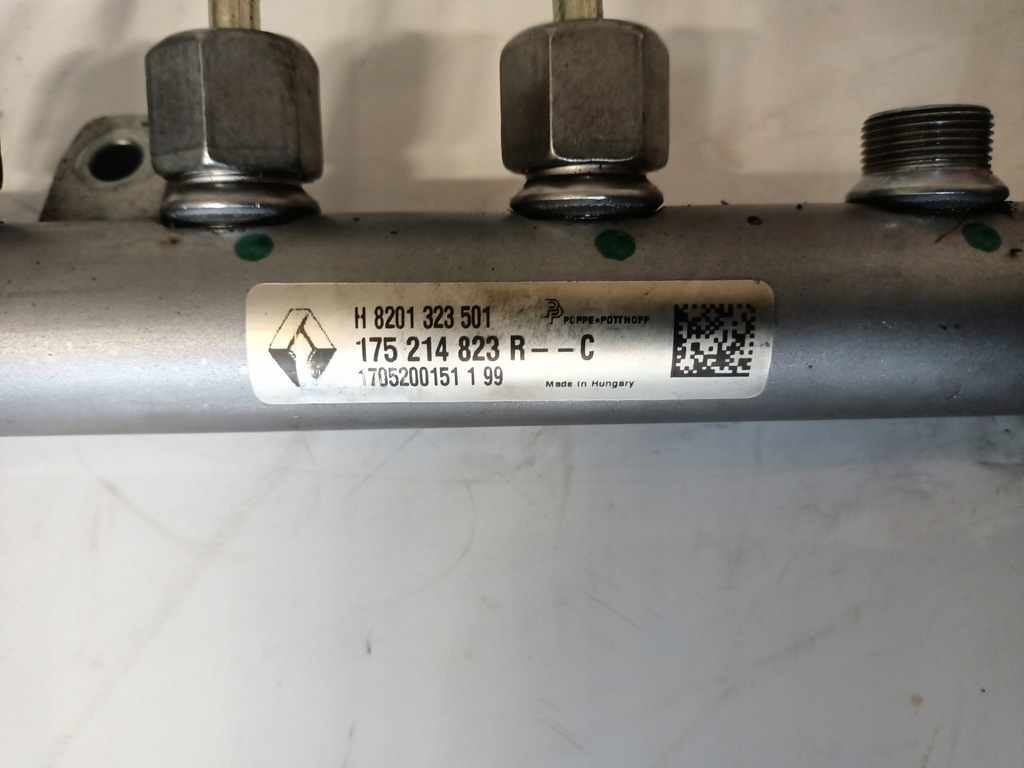 H 8201 323 501
POPPE+POTTHOFF
175 214 823 R--C
1705200151 1 99
Made in Hungary